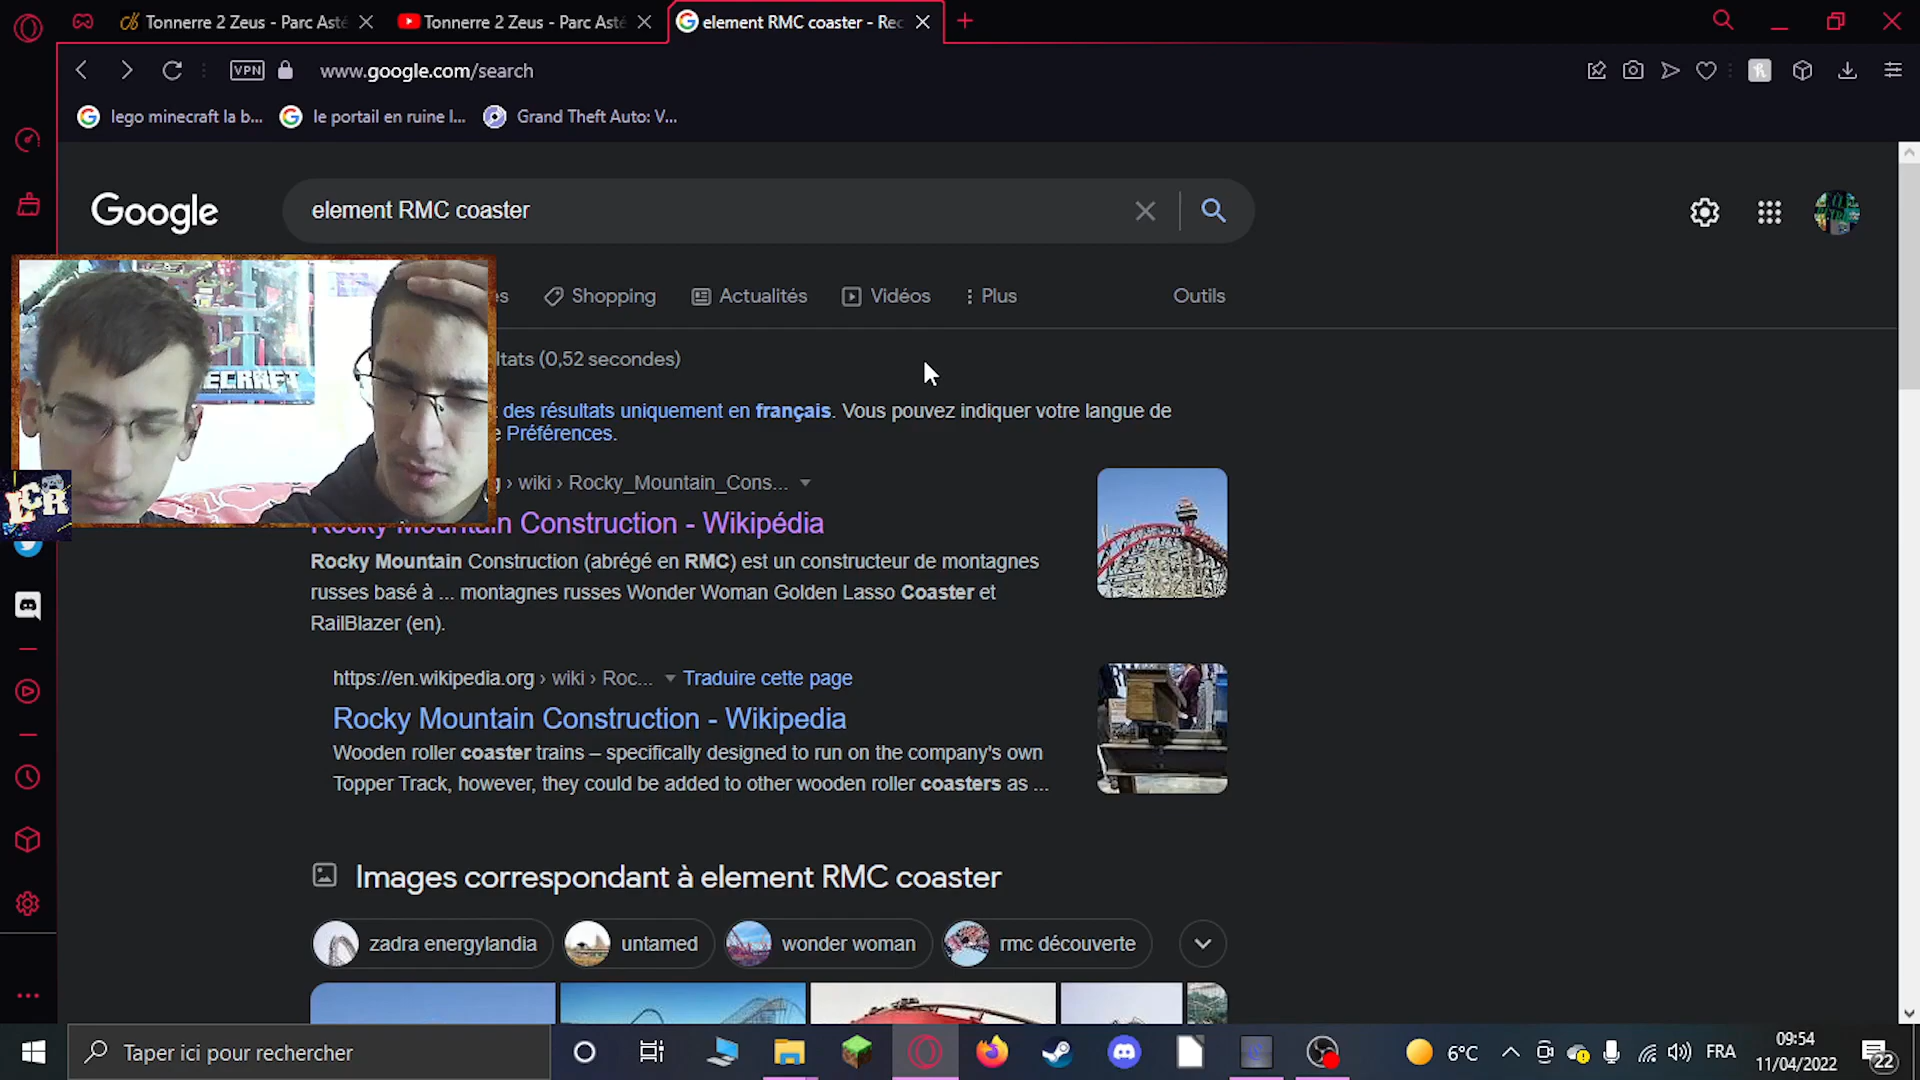 Tonnerre 2 Zeus - Parc Asté
Tonnerre 2 Zeus - Parc Asté
element RMC coaster - Rec
VPN
www.google.com/search
lego minecraft la b...
le portail en ruine l...
Grand Theft Auto: V...
Google
element RMC coaster
es
Shopping
Actualités
Vidéos
Plus
Outils
ltats (0,52 secondes)
des résultats uniquement en français. Vous pouvez indiquer votre langue de
e Préférences.
g › wiki › Rocky_Mountain_Cons...
Rocky Mountain Construction - Wikipédia
Rocky Mountain Construction (abrégé en RMC) est un constructeur de montagnes
russes basé à ... montagnes russes Wonder Woman Golden Lasso Coaster et
RailBlazer (en).
https://en.wikipedia.org › wiki › Roc...
Traduire cette page
Rocky Mountain Construction - Wikipedia
Wooden roller coaster trains – specifically designed to run on the company's own
Topper Track, however, they could be added to other wooden roller coasters as ...
Images correspondant à element RMC coaster
zadra energylandia
untamed
wonder woman
rmc découverte
ECRAFT
LCR
Taper ici pour rechercher
6°C
FRA
09:54
11/04/2022
22